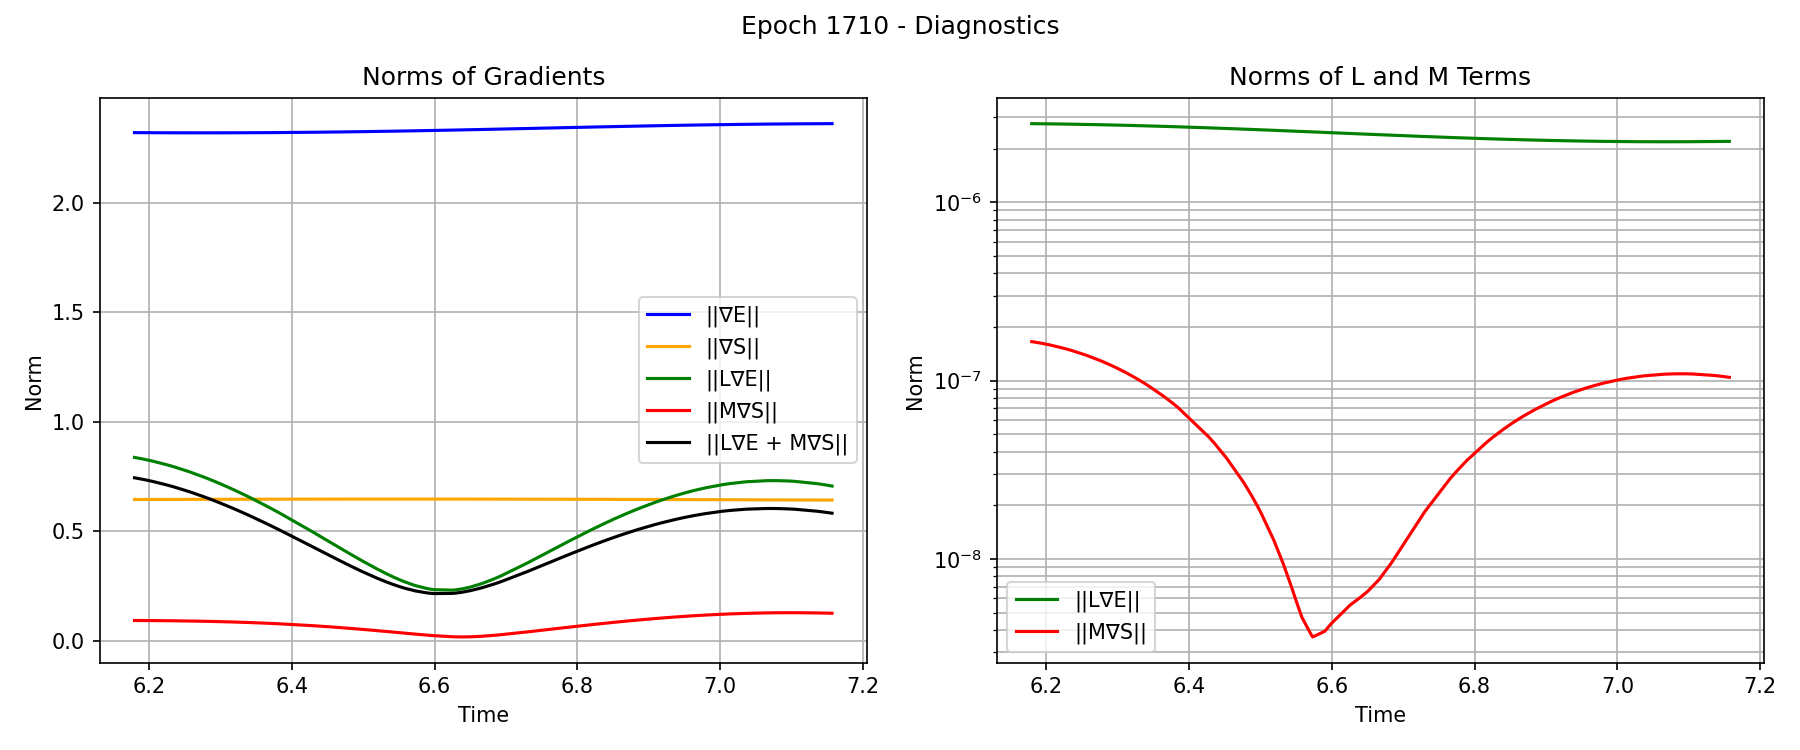 Epoch 1710 - Diagnostics
Norms of Gradients
Norm
2.0
1.5
1.0
0.5
0.0
||∇E||
||∇S||
||L∇E||
||M∇S||
||L∇E + M∇S||
6.2 6.4 6.6 6.8 7.0 7.2
Time
Norms of L and M Terms
Norm
10⁻⁶
10⁻⁷
10⁻⁸
||L∇E||
||M∇S||
6.2 6.4 6.6 6.8 7.0 7.2
Time